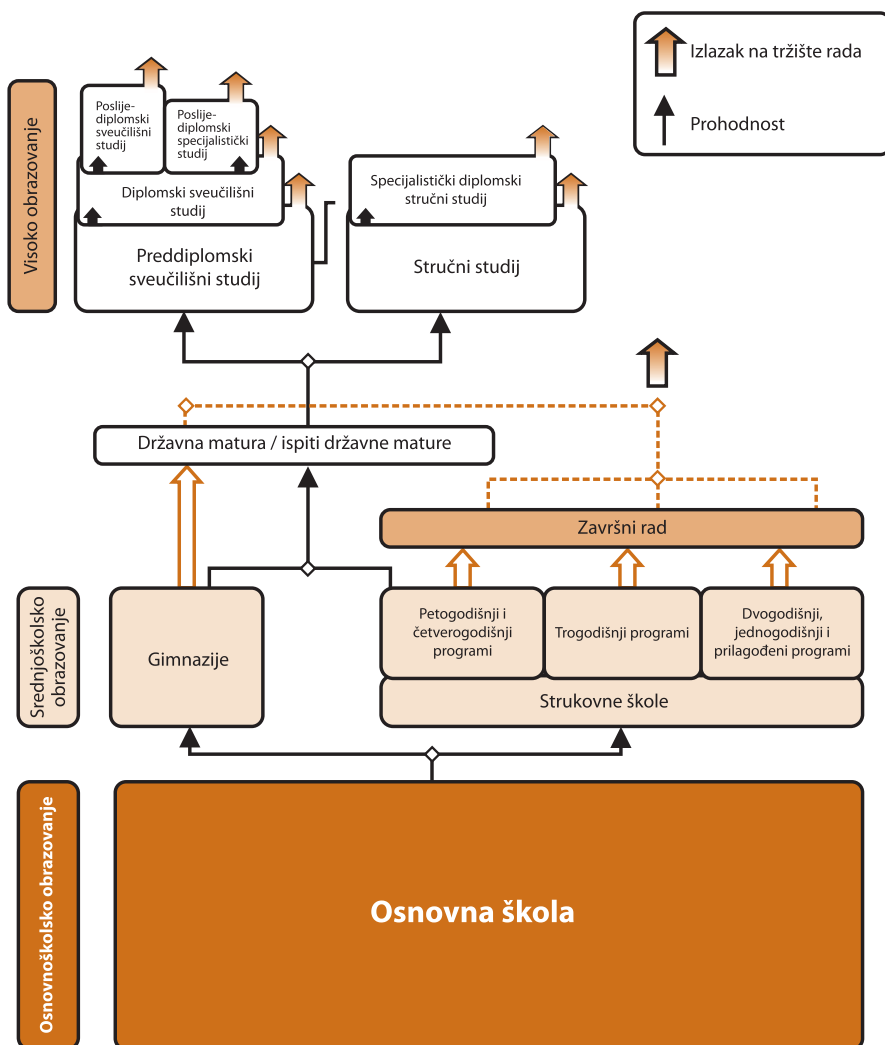 Izlazak na tržište rada
Prohodnost
Visoko obrazovanje
Poslije-
diplomski
sveučilišni
studij
Poslije-
diplomski
specijalistički
studij
Diplomski sveučilišni
studij
Preddiplomski
sveučilišni studij
Specijalistički diplomski
stručni studij
Stručni studij
Državna matura / ispiti državne mature
Završni rad
Srednjoškolsko
obrazovanje
Gimnazije
Petogodišnji i
četverogodišnji
programi
Trogodišnji programi
Dvogodišnji,
jednogodišnji i
prilagođeni programi
Strukovne škole
Osnovnoškolsko obrazovanje
Osnovna škola